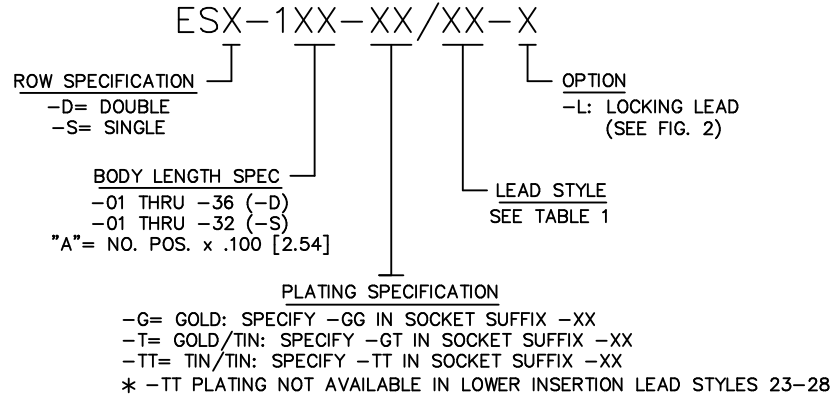 ESX-1XX-XX/XX-X
ROW SPECIFICATION
-D= DOUBLE
-S= SINGLE
OPTION
-L: LOCKING LEAD
(SEE FIG. 2)
BODY LENGTH SPEC
-01 THRU -36 (-D)
-01 THRU -32 (-S)
"A"= NO. POS. x .100 [2.54]
LEAD STYLE
SEE TABLE 1
PLATING SPECIFICATION
-G= GOLD: SPECIFY -GG IN SOCKET SUFFIX -XX
-T= GOLD/TIN: SPECIFY -GT IN SOCKET SUFFIX -XX
-TT= TIN/TIN: SPECIFY -TT IN SOCKET SUFFIX -XX
* -TT PLATING NOT AVAILABLE IN LOWER INSERTION LEAD STYLES 23-28